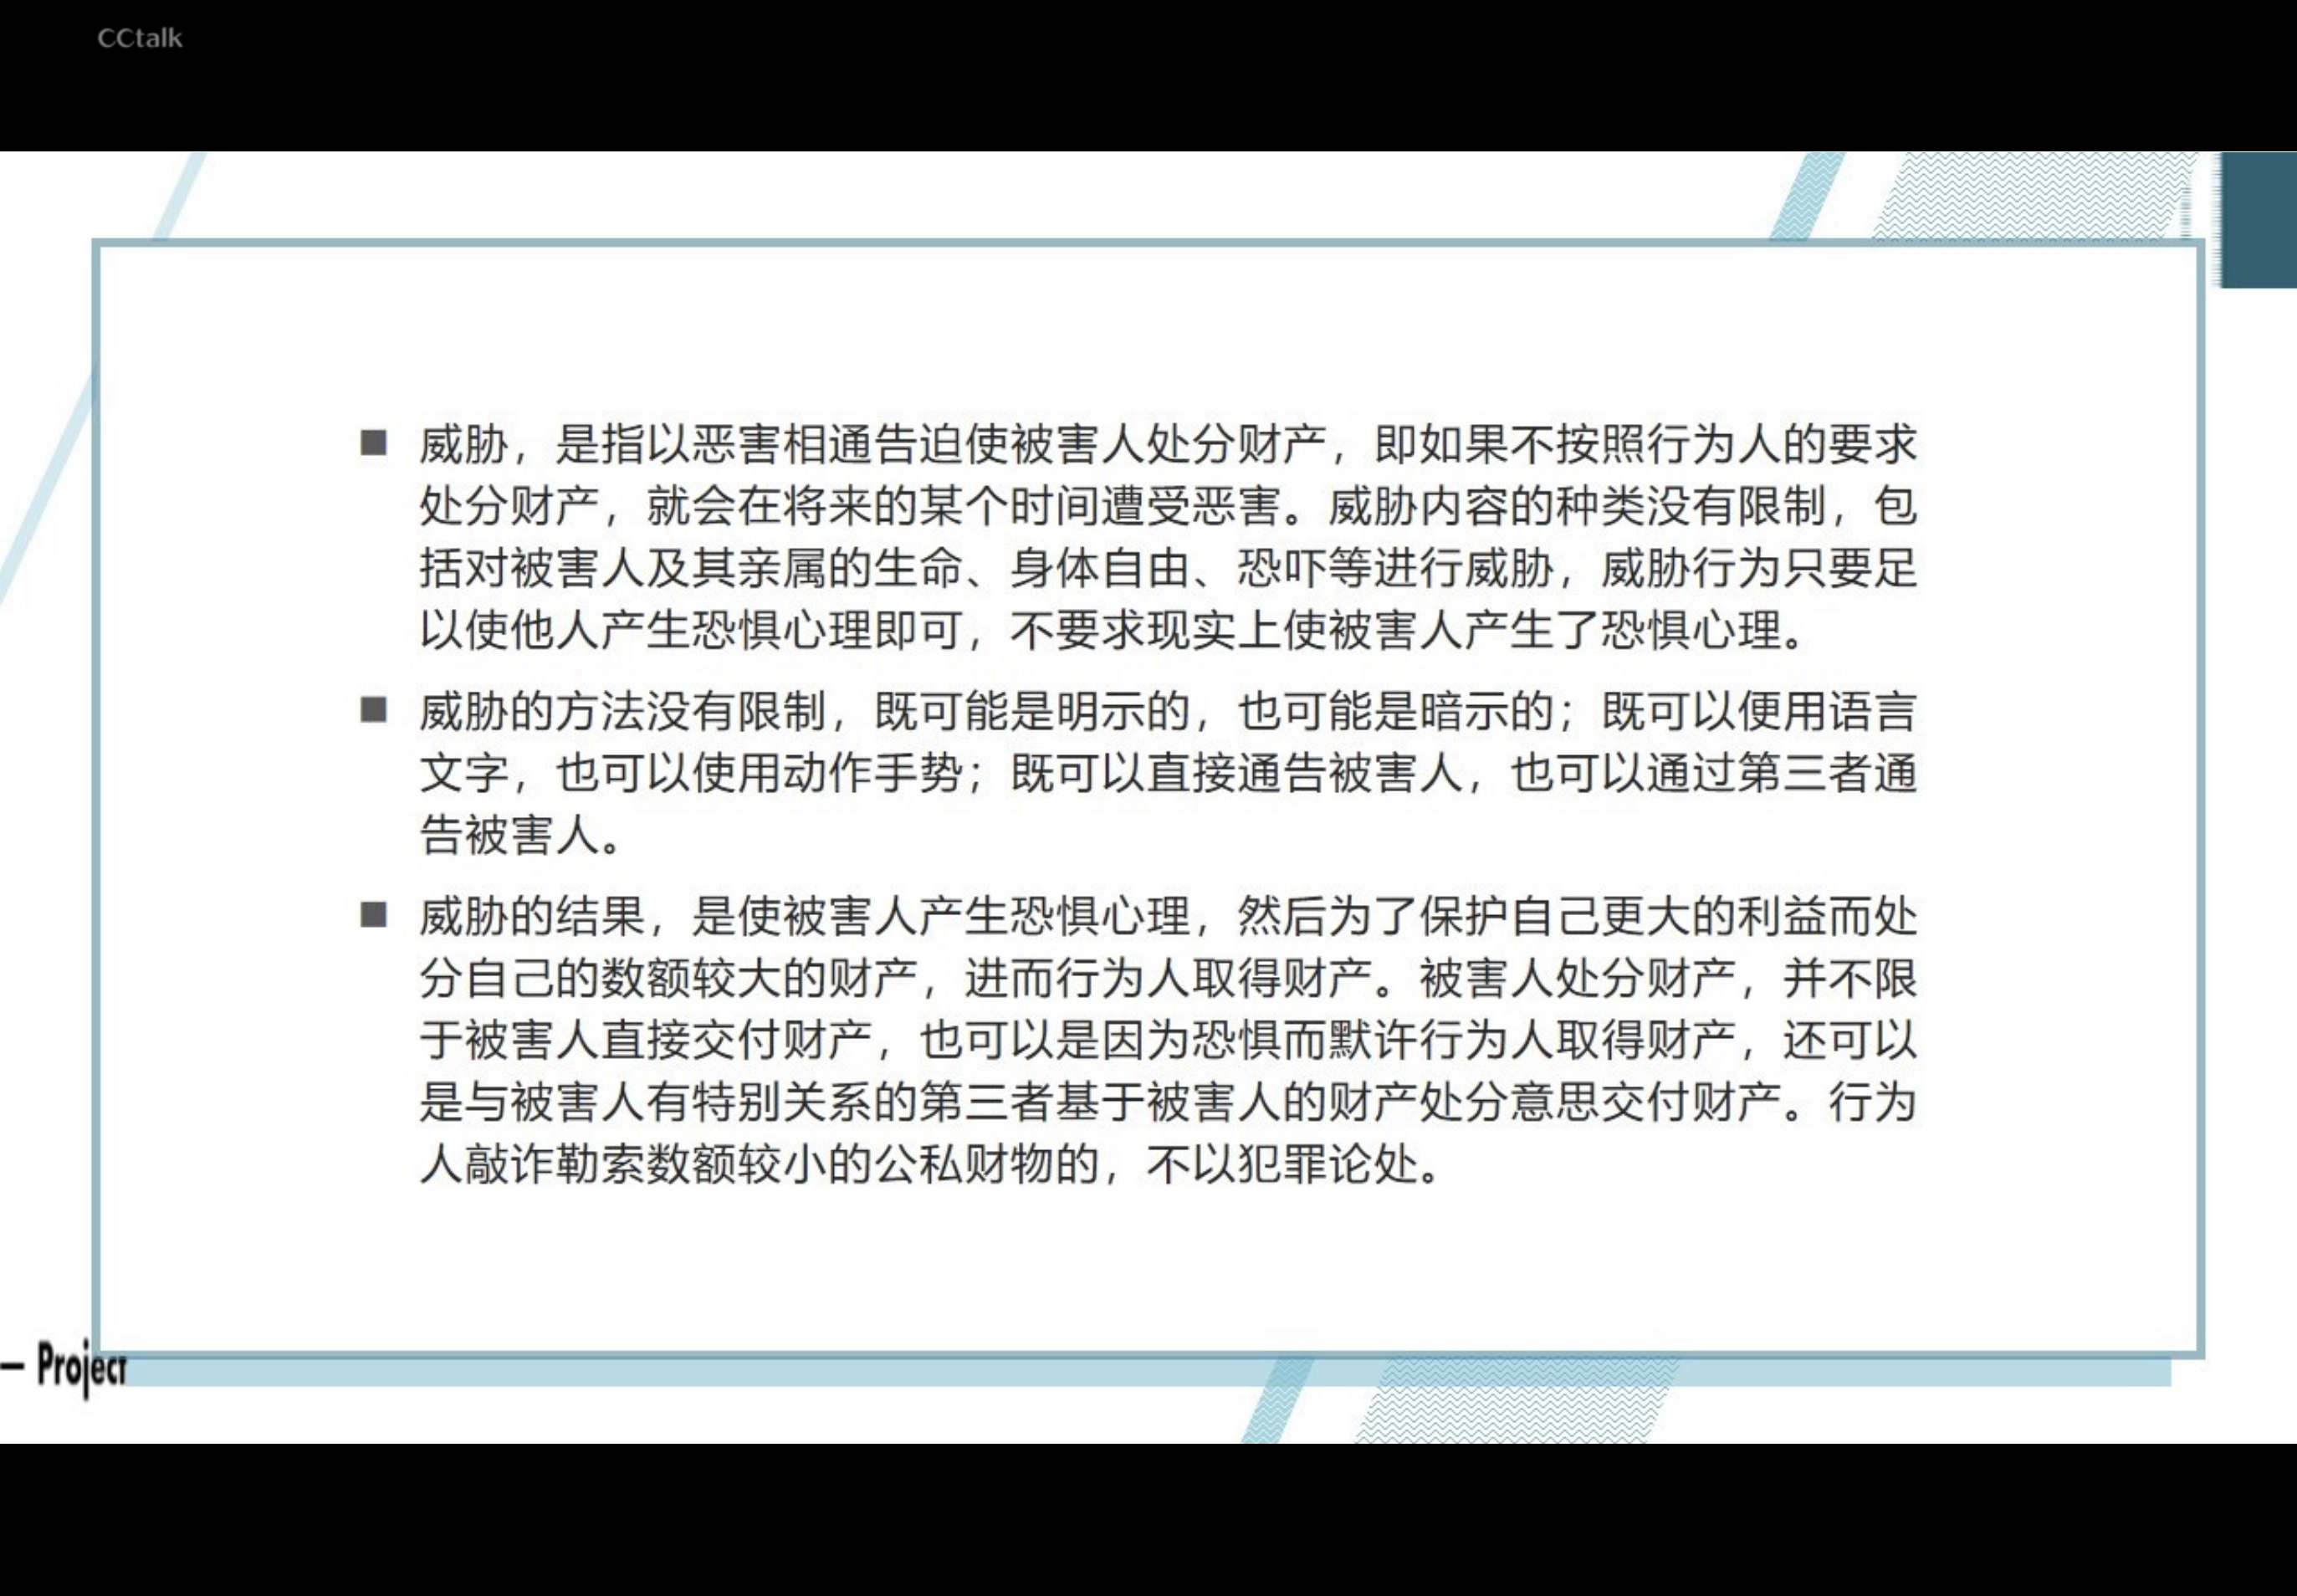 CCtalk
■ 威胁，是指以恶害相通告迫使被害人处分财产，即如果不按照行为人的要求
处分财产，就会在将来的某个时间遭受恶害。威胁内容的种类没有限制，包
括对被害人及其亲属的生命、身体自由、恐吓等进行威胁，威胁行为只要足
以使他人产生恐惧心理即可，不要求现实上使被害人产生了恐惧心理。
■ 威胁的方法没有限制，既可能是明示的，也可能是暗示的；既可以便用语言
文字，也可以使用动作手势；既可以直接通告被害人，也可以通过第三者通
告被害人。
■ 威胁的结果，是使被害人产生恐惧心理，然后为了保护自己更大的利益而处
分自己的数额较大的财产，进而行为人取得财产。被害人处分财产，并不限
于被害人直接交付财产，也可以是因为恐惧而默许行为人取得财产，还可以
是与被害人有特别关系的第三者基于被害人的财产处分意思交付财产。行为
人敲诈勒索数额较小的公私财物的，不以犯罪论处。
— Project